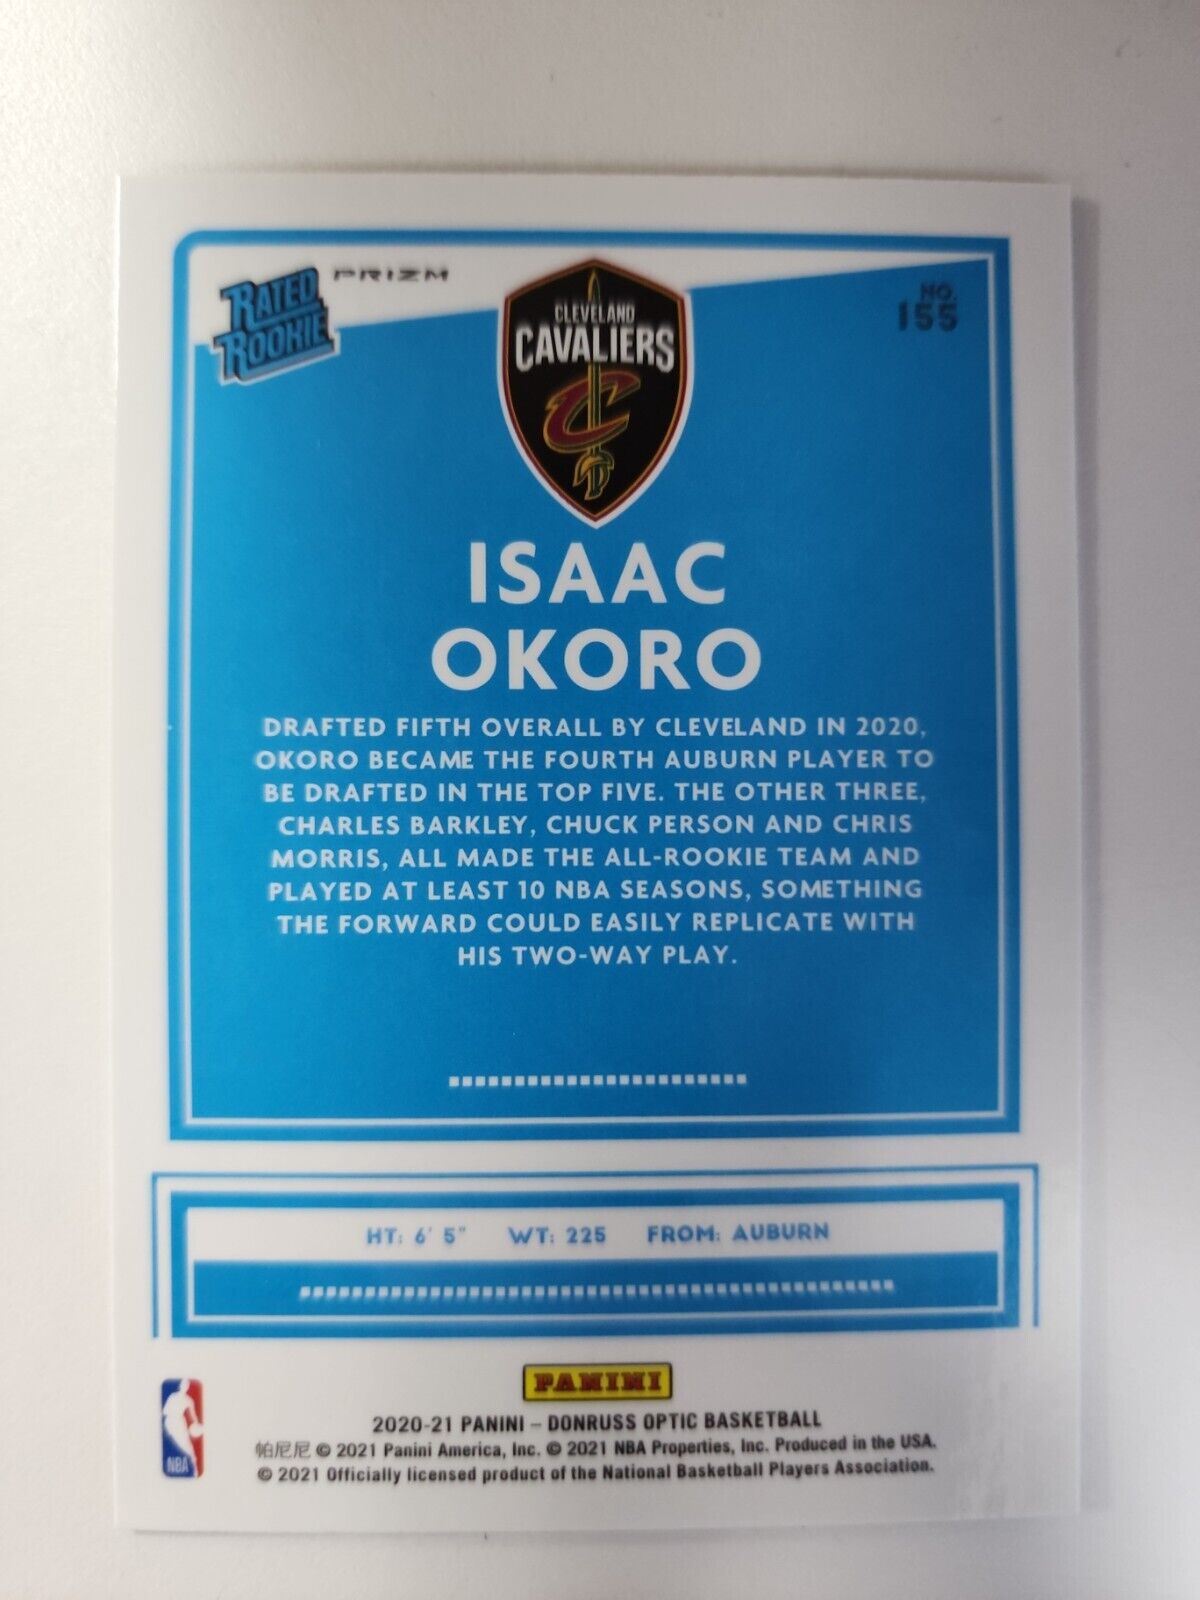 RATED
ROOKIE
PRIZM
CLEVELAND
CAVALIERS
C
NO.
155
ISAAC
OKORO
DRAFTED FIFTH OVERALL BY CLEVELAND IN 2020,
OKORO BECAME THE FOURTH AUBURN PLAYER TO
BE DRAFTED IN THE TOP FIVE. THE OTHER THREE,
CHARLES BARKLEY, CHUCK PERSON AND CHRIS
MORRIS, ALL MADE THE ALL-ROOKIE TEAM AND
PLAYED AT LEAST 10 NBA SEASONS, SOMETHING
THE FORWARD COULD EASILY REPLICATE WITH
HIS TWO-WAY PLAY.
HT: 6' 5" WT: 225 FROM: AUBURN
PANINI
2020-21 PANINI – DONRUSS OPTIC BASKETBALL
帕尼尼 © 2021 Panini America, Inc. © 2021 NBA Properties, Inc. Produced in the USA.
© 2021 Officially licensed product of the National Basketball Players Association.
NBA